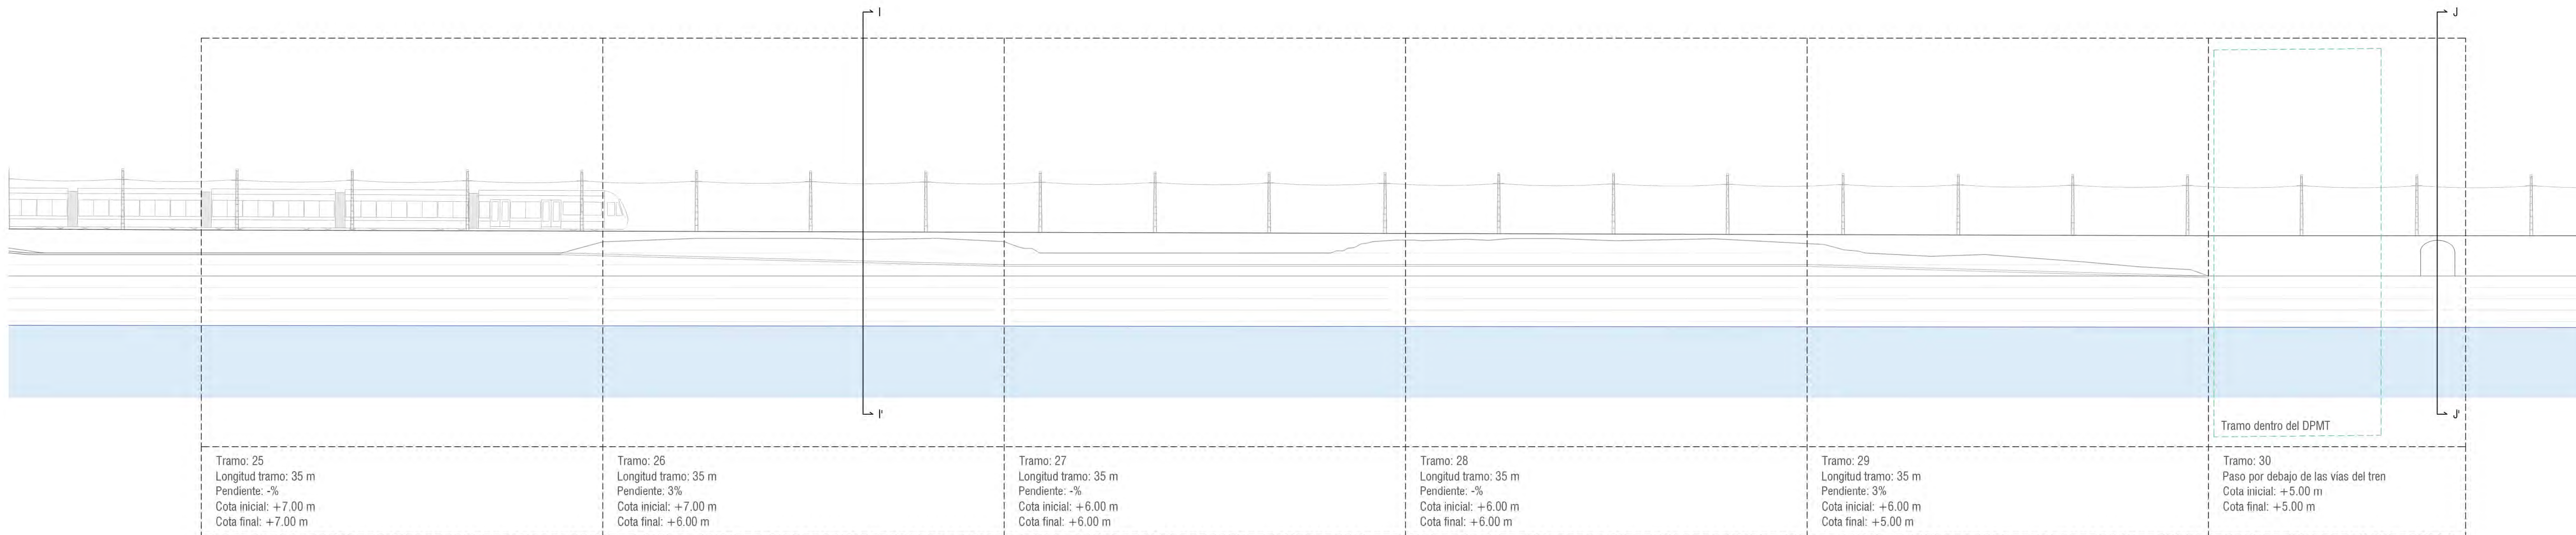 I
J
I'
J'
Tramo dentro del DPMT
Tramo: 25
Longitud tramo: 35 m
Pendiente: -%
Cota inicial: +7.00 m
Cota final: +7.00 m
Tramo: 26
Longitud tramo: 35 m
Pendiente: 3%
Cota inicial: +7.00 m
Cota final: +6.00 m
Tramo: 27
Longitud tramo: 35 m
Pendiente: -%
Cota inicial: +6.00 m
Cota final: +6.00 m
Tramo: 28
Longitud tramo: 35 m
Pendiente: -%
Cota inicial: +6.00 m
Cota final: +6.00 m
Tramo: 29
Longitud tramo: 35 m
Pendiente: 3%
Cota inicial: +6.00 m
Cota final: +5.00 m
Tramo: 30
Paso por debajo de las vías del tren
Cota inicial: +5.00 m
Cota final: +5.00 m